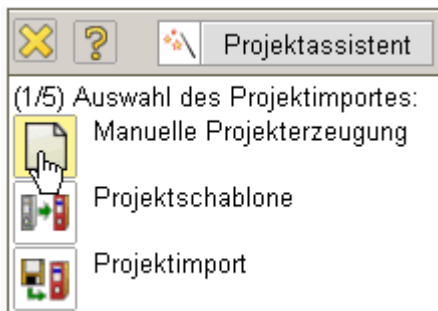 Projektassistent
(1/5) Auswahl des Projektimportes:
Manuelle Projekterzeugung
Projektschablone
Projektimport